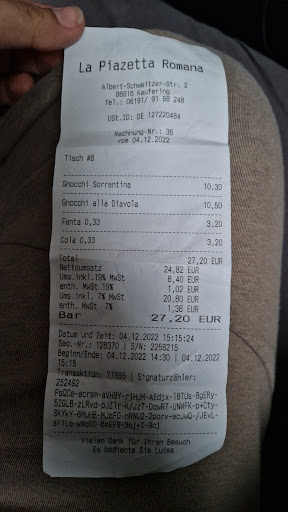 La Piazetta Romana
Albert-Schweitzer-Str. 2
86916 Kaufering
Tel.: 08191/ 91 56 248
USt.ID: DE 127220484
Rechnung-Nr.: 36
vom 04.12.2022
Tisch #8
Gnocchi Sorrentina 10,30
Gnocchi alla Diavola 10,50
Fanta 0,33 3,20
Cola 0,33 3,20
Total 27,20 EUR
Nettoumsatz 24,82 EUR
Ums.inkl.19% MwSt 6,40 EUR
enth. MwSt 19% 1,02 EUR
Ums.inkl. 7% MwSt 20,80 EUR
enth. MwSt 7% 1,36 EUR
Bar 27,20 EUR
Datum und Zeit: 04.12.2022 15:15:24
Seq.-Nr.: 128370 / S/N: 2258215
Beginn/Ende: 04.12.2022 14:30 | 04.12.2022
15:15
Transaktion: 77695 | Signaturzähler:
252492
Vielen Dank für Ihren Besuch
Es bediente Sie Luisa